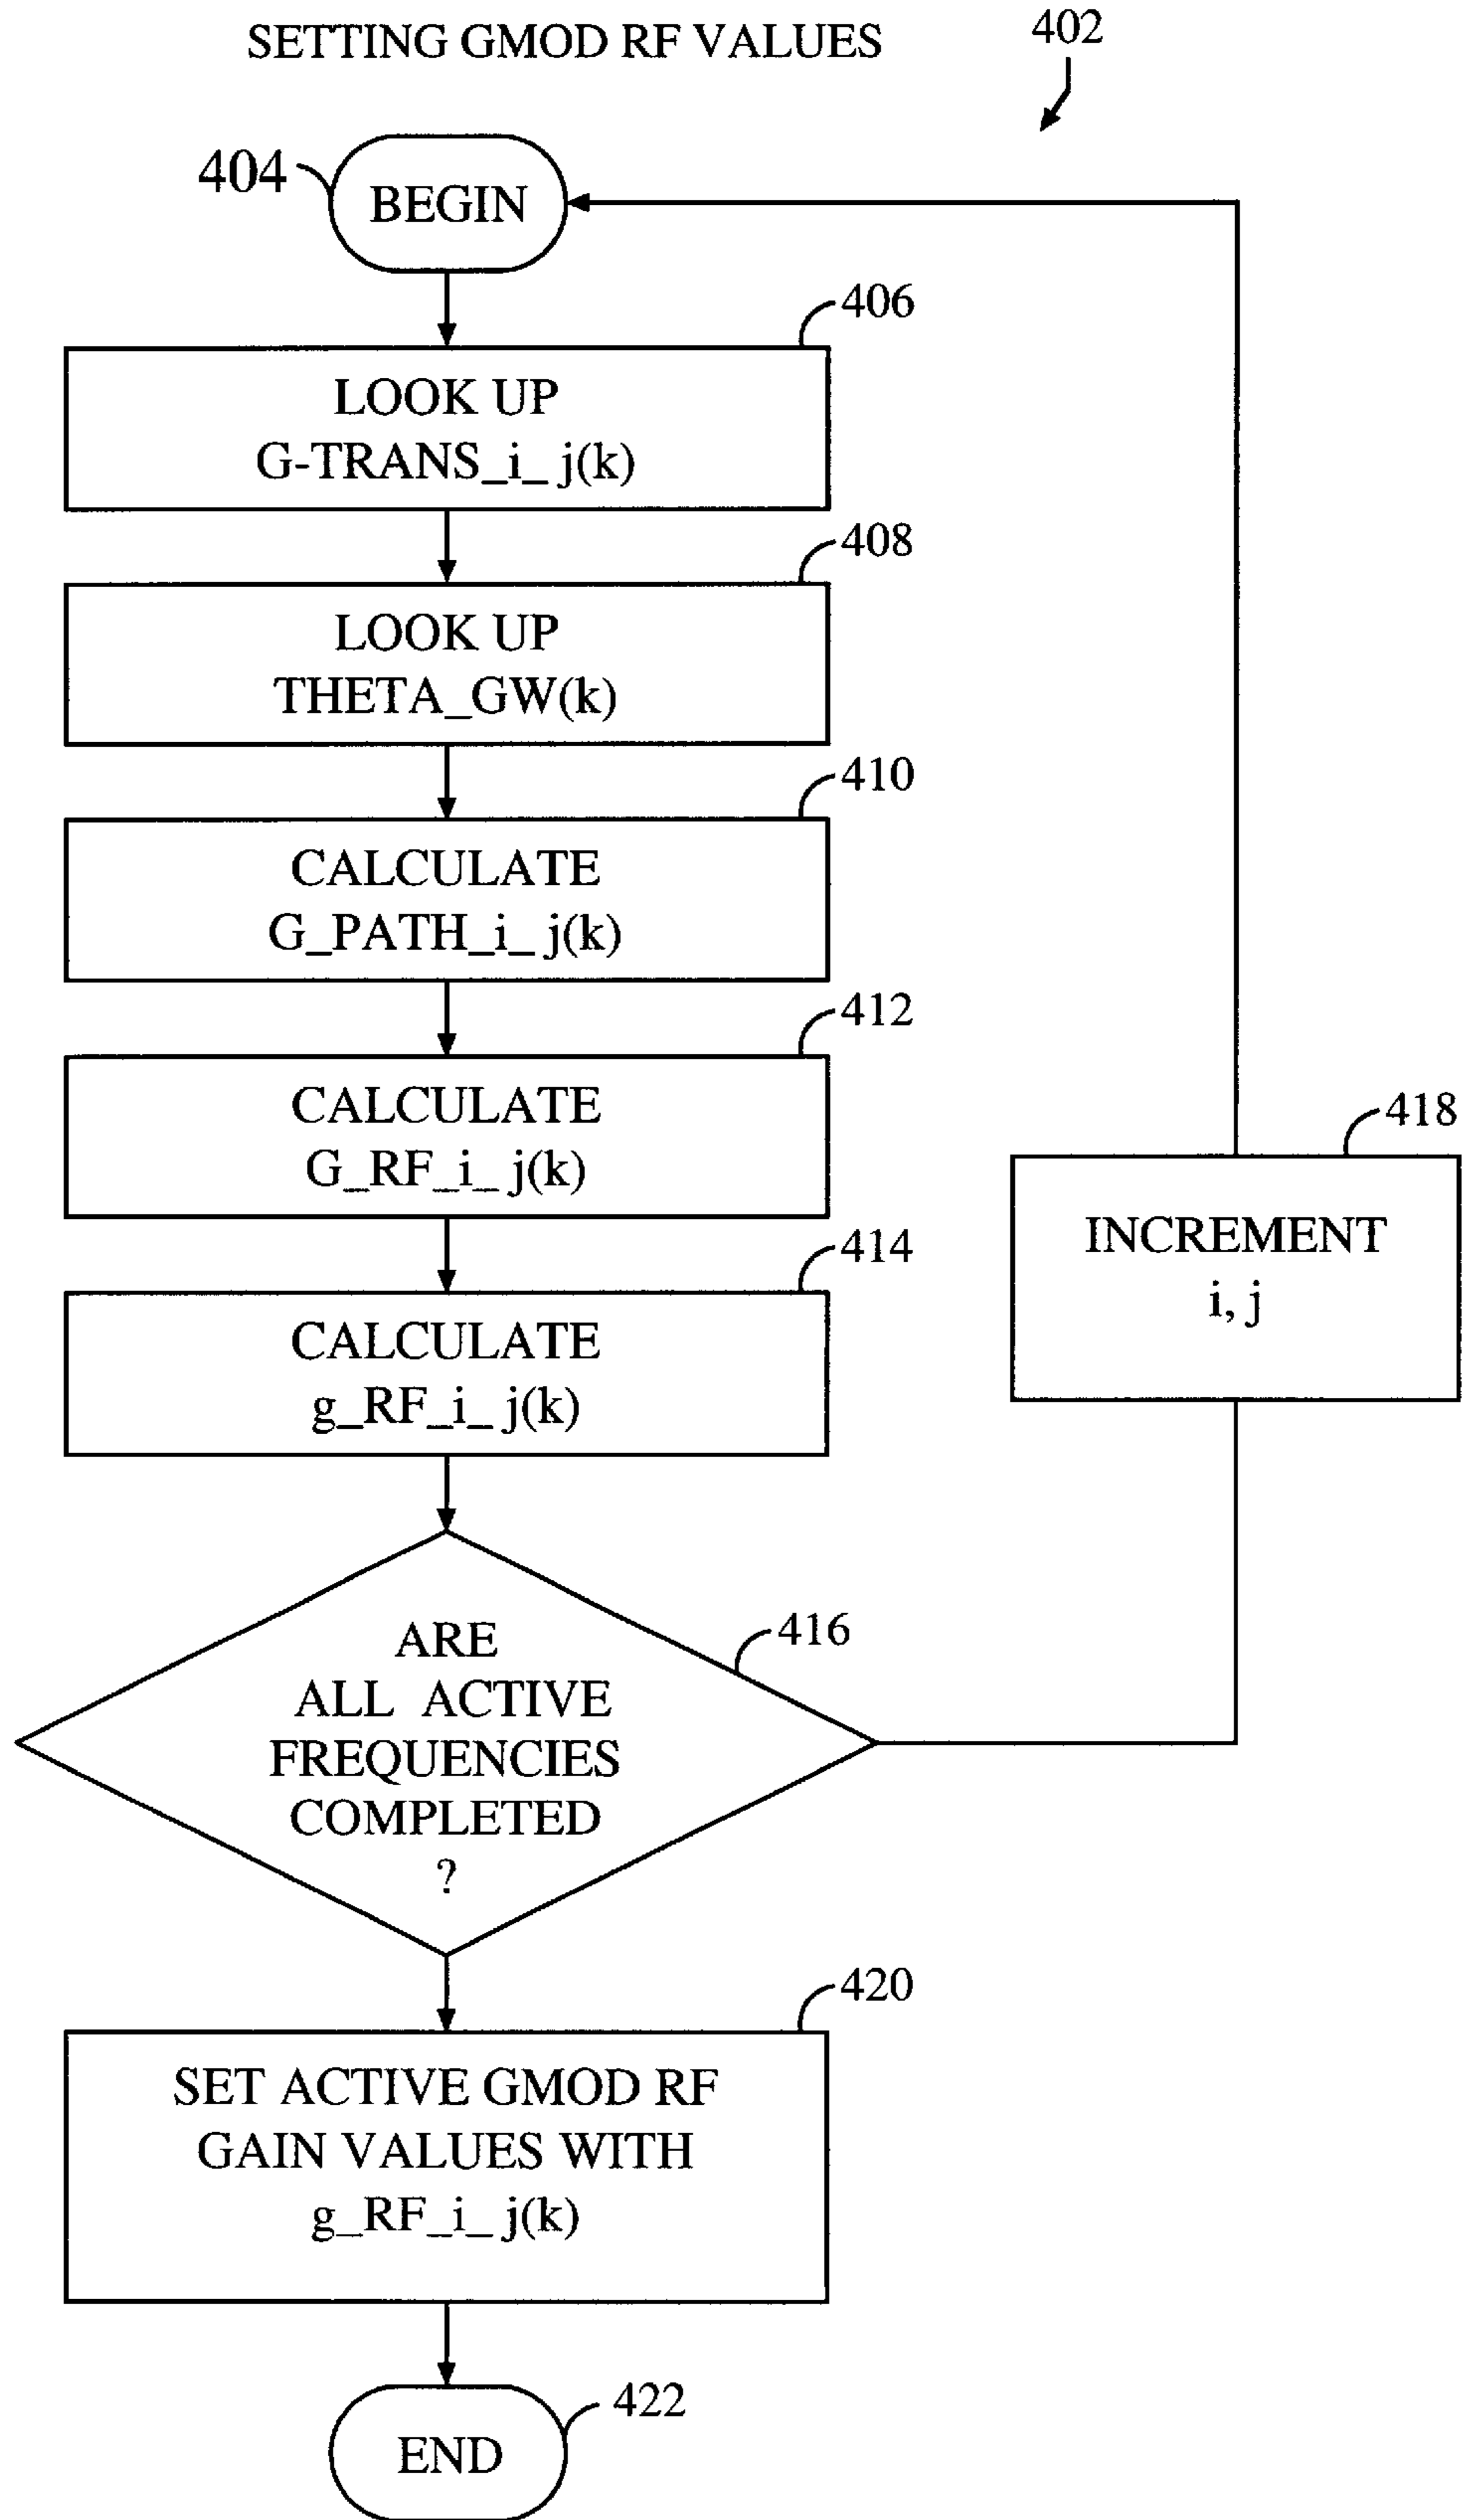 SETTING GMOD RF VALUES
402
404
BEGIN
406
LOOK UP
G-TRANS_i_ j(k)
408
LOOK UP
THETA_GW(k)
410
CALCULATE
G_PATH_i_ j(k)
412
CALCULATE
G_RF_i_ j(k)
418
INCREMENT
i, j
414
CALCULATE
g_RF_i_ j(k)
416
ARE
ALL ACTIVE
FREQUENCIES
COMPLETED
?
420
SET ACTIVE GMOD RF
GAIN VALUES WITH
g_RF_i_ j(k)
422
END